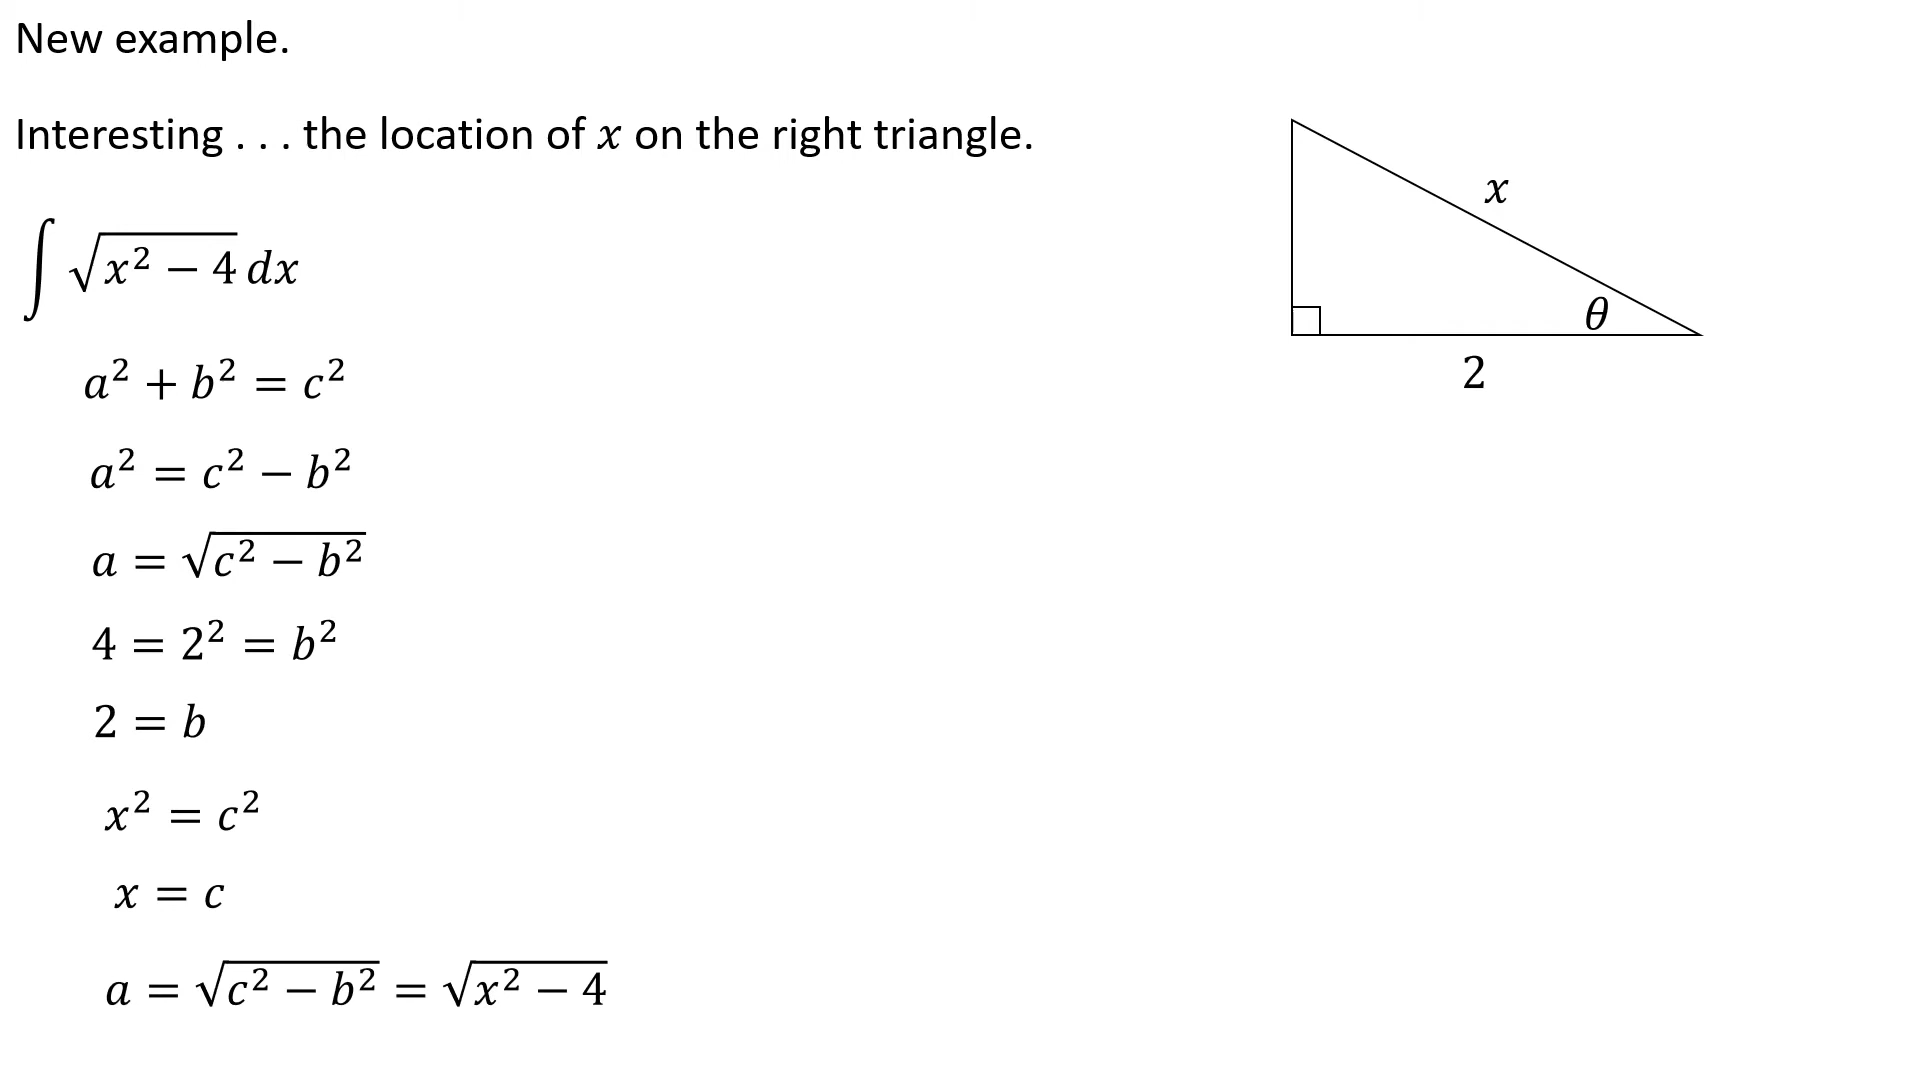 New example.
Interesting . . . the location of x on the right triangle.
∫ √(x² − 4) dx
a² + b² = c²
a² = c² − b²
a = √(c² − b²)
4 = 2² = b²
2 = b
x² = c²
x = c
a = √(c² − b²) = √(x² − 4)
x
θ
2